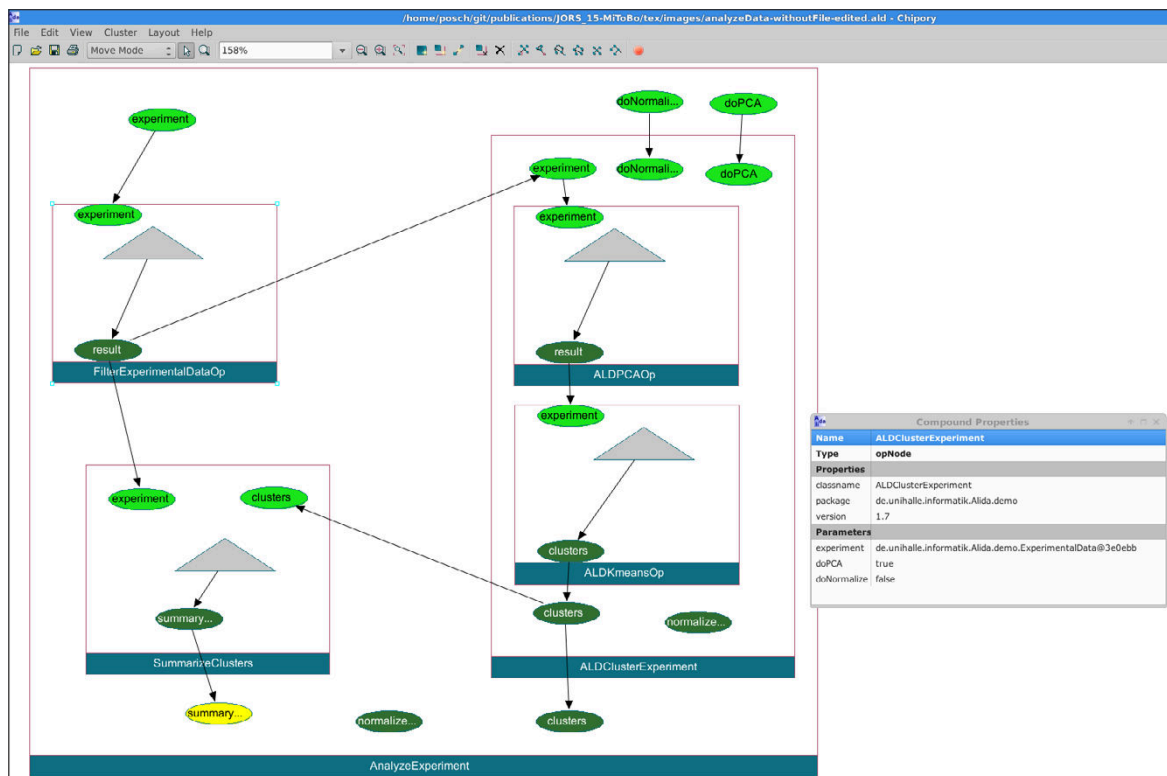 /home/posch/git/publications/JORS_15-MiToBo/tex/images/analyzeData-withoutFile-edited.ald - Chipory
File Edit View Cluster Layout Help
Move Mode 158%
experiment
doNormali...
doPCA
experiment
doNormali...
doPCA
experiment
experiment
result
FilterExperimentalDataOp
result
ALDPCAOp
experiment
experiment
clusters
clusters
ALDKmeansOp
summary...
clusters
normalize...
SummarizeClusters
ALDClusterExperiment
summary...
normalize...
clusters
AnalyzeExperiment
Compound Properties
Name ALDClusterExperiment
Type opNode
Properties
classname ALDClusterExperiment
package de.unihalle.informatik.Alida.demo
version 1.7
Parameters
experiment de.unihalle.informatik.Alida.demo.ExperimentalData@3e0ebb
doPCA true
doNormalize false